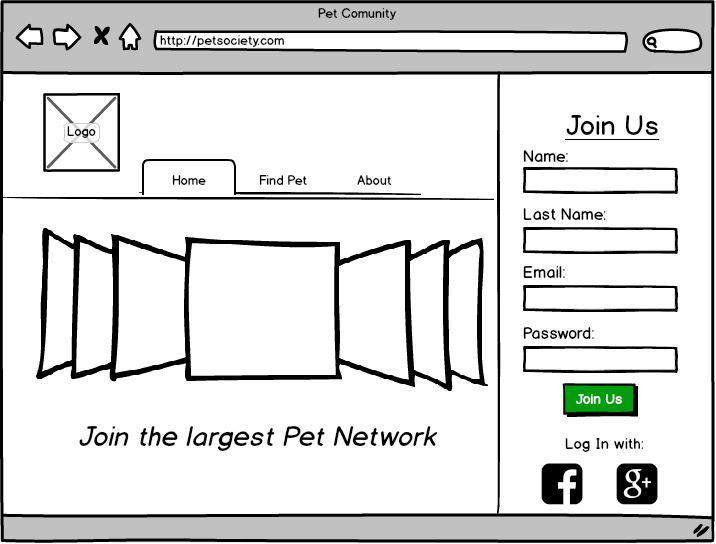 Pet Comunity
http://petsociety.com
Logo
Home Find Pet About
Join the largest Pet Network
Join Us
Name:
Last Name:
Email:
Password:
Join Us
Log In with:
f g+